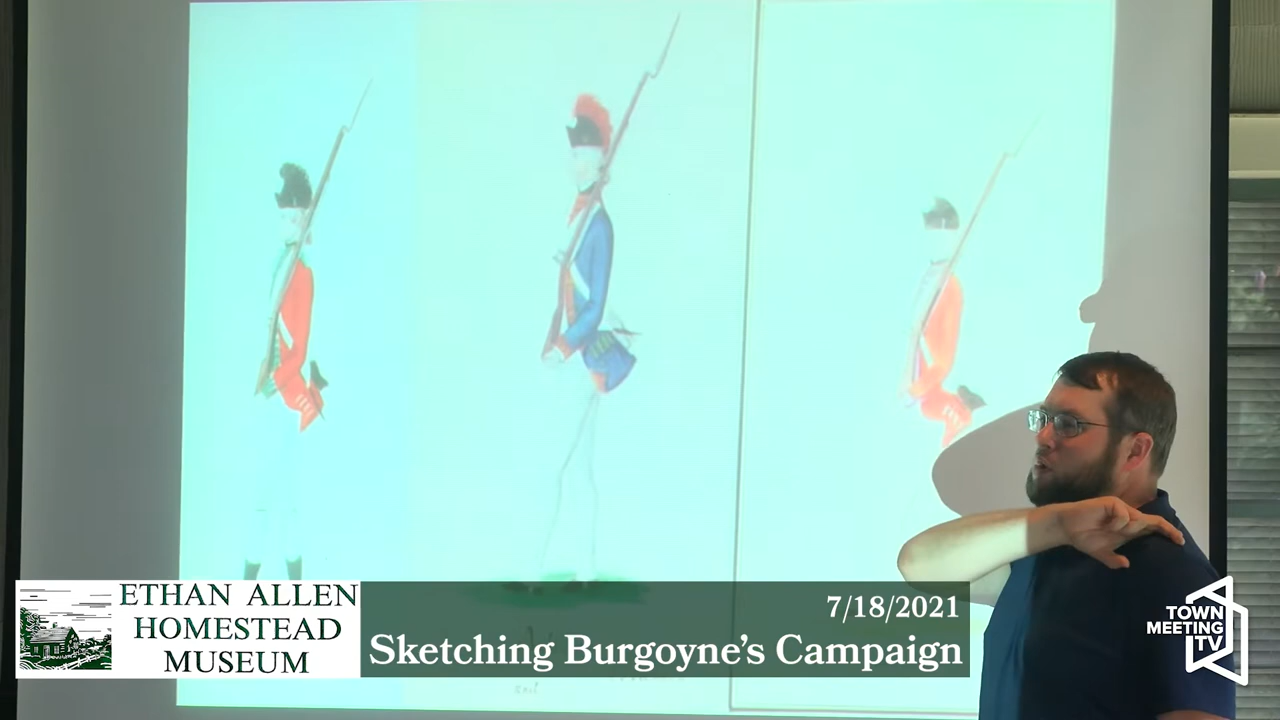 ETHAN ALLEN
HOMESTEAD
MUSEUM
7/18/2021
Sketching Burgoyne's Campaign
TOWN
MEETING
TV